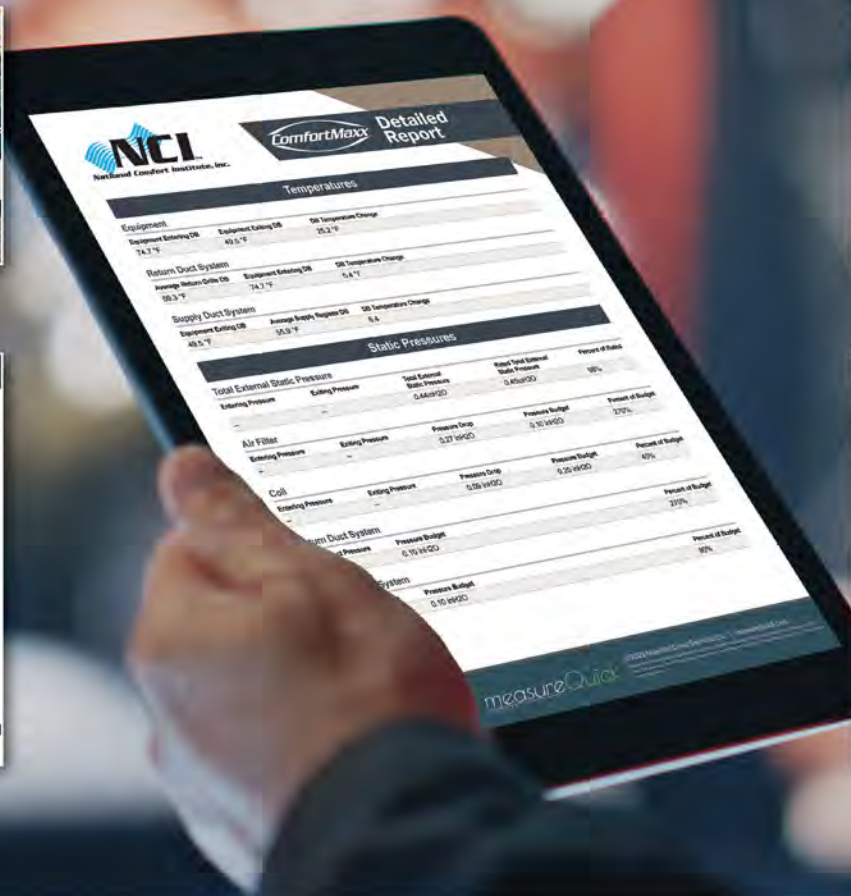 NCI
National Comfort Institute, Inc.
ComfortMaxx Detailed Report
Temperatures
Equipment
Equipment Entering DB Equipment Exiting DB DB Temperature Change
74.7 °F 49.5 °F 25.2 °F
Return Duct System
Average Return Grille DB Equipment Entering DB DB Temperature Change
69.3 °F 74.7 °F 5.4 °F
Supply Duct System
Equipment Exiting DB Average Supply Register DB DB Temperature Change
49.5 °F 55.9 °F 6.4
Static Pressures
Total External Static Pressure
Entering Pressure Exiting Pressure Total External Static Pressure Rated Total External Static Pressure Percent of Rated
-- -- 0.44inH2O 0.45inH2O 98%
Air Filter
Entering Pressure Exiting Pressure Pressure Drop Pressure Budget Percent of Budget
-- -- 0.27 inH2O 0.10 inH2O 270%
Coil
Entering Pressure Exiting Pressure Pressure Drop Pressure Budget Percent of Budget
-- -- 0.09 inH2O 0.20 inH2O 45%
Duct System
Pressure Pressure Budget Percent of Budget
0.10 inH2O 270%
System
Pressure Budget Percent of Budget
0.10 inH2O 90%
measureQuick